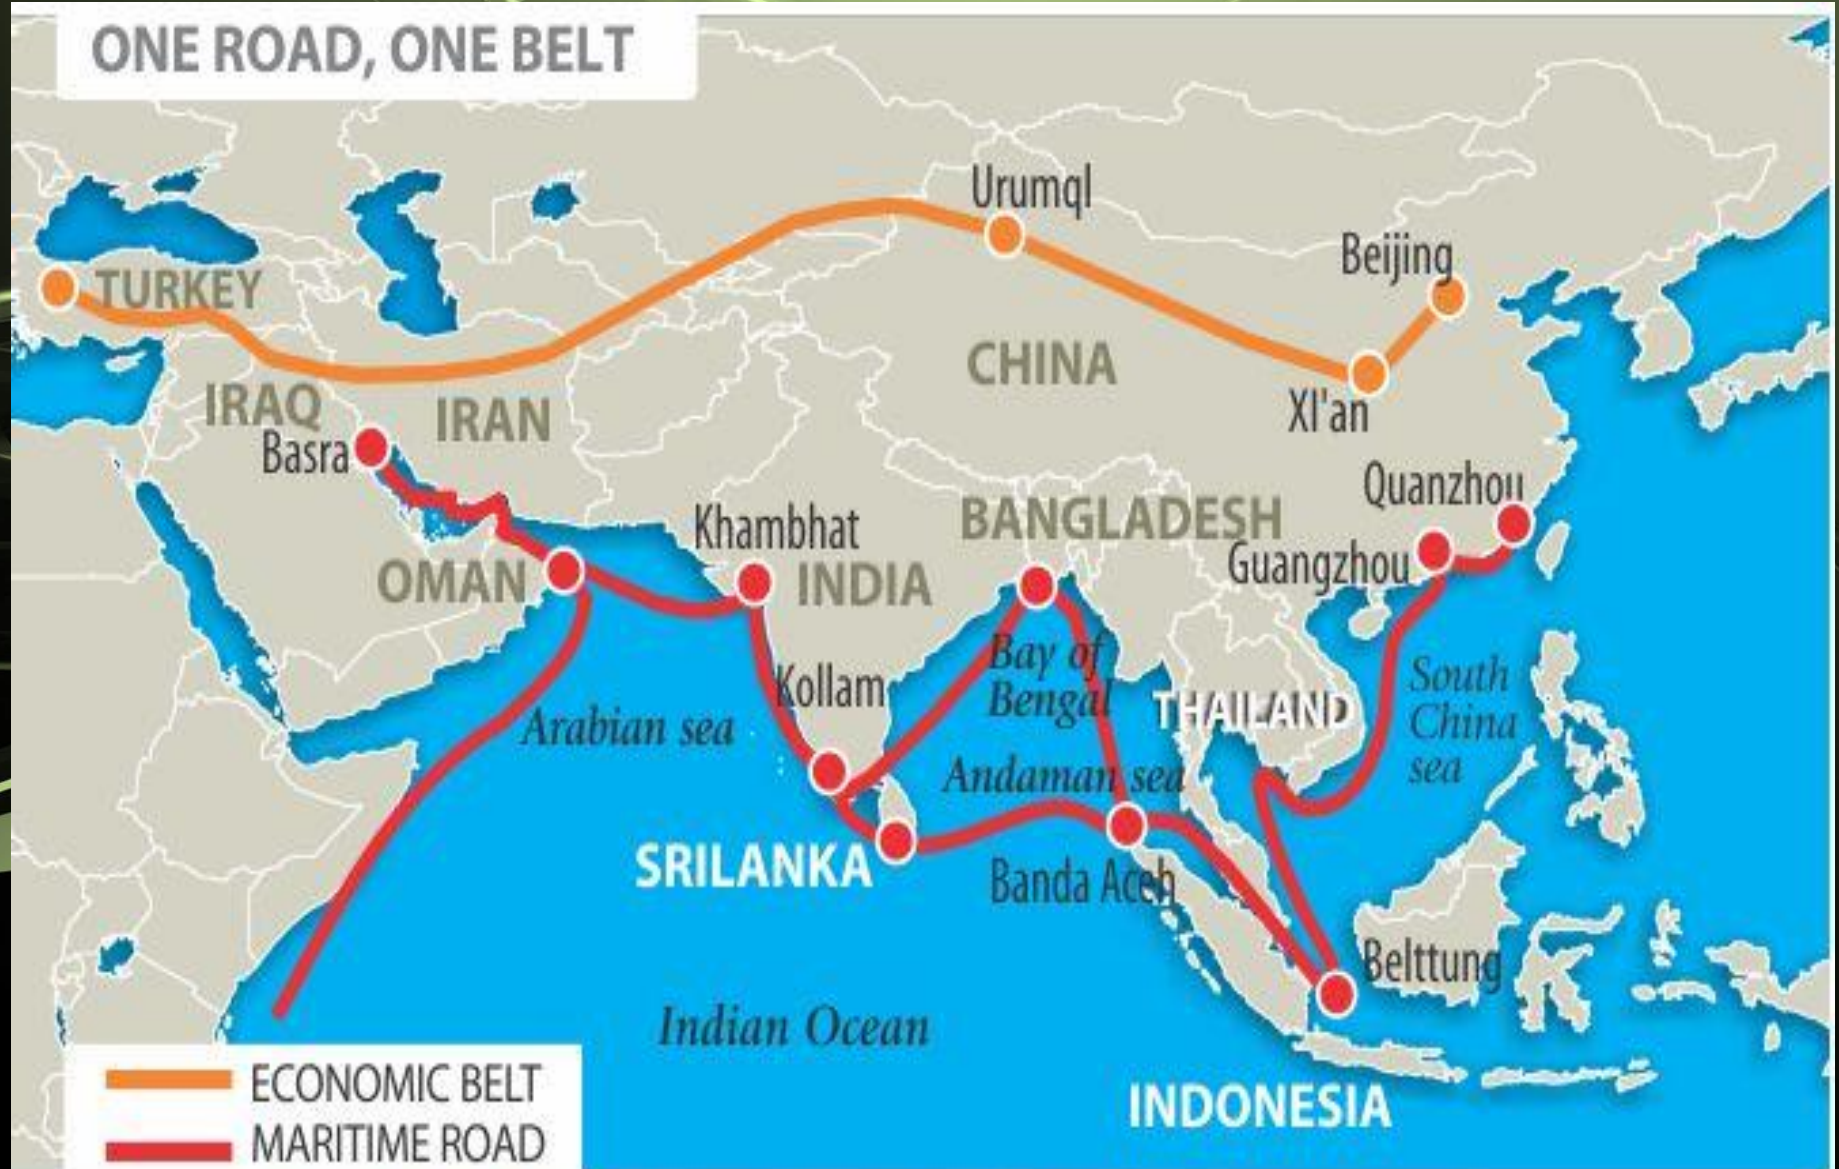 ONE ROAD, ONE BELT
Urumql
Beijing
TURKEY
CHINA
IRAQ
IRAN
XI'an
Basra
Quanzhou
Khambhat
BANGLADESH
Guangzhou
OMAN
INDIA
Bay of
Bengal
Kollam
THAILAND
South
China
sea
Arabian sea
Andaman sea
SRILANKA
Banda Aceh
Belttung
Indian Ocean
INDONESIA
ECONOMIC BELT
MARITIME ROAD